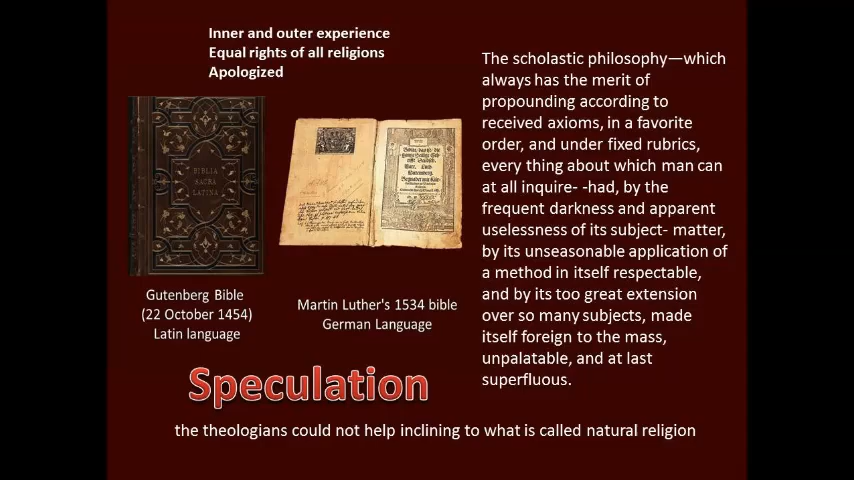 Inner and outer experience
Equal rights of all religions
Apologized
BIBLIA
SACRA
LATINA
Gutenberg Bible
(22 October 1454)
Latin language
Martin Luther's 1534 bible
German Language
The scholastic philosophy—which
always has the merit of
propounding according to
received axioms, in a favorite
order, and under fixed rubrics,
every thing about which man can
at all inquire- -had, by the
frequent darkness and apparent
uselessness of its subject- matter,
by its unseasonable application of
a method in itself respectable,
and by its too great extension
over so many subjects, made
itself foreign to the mass,
unpalatable, and at last
superfluous.
Speculation
the theologians could not help inclining to what is called natural religion